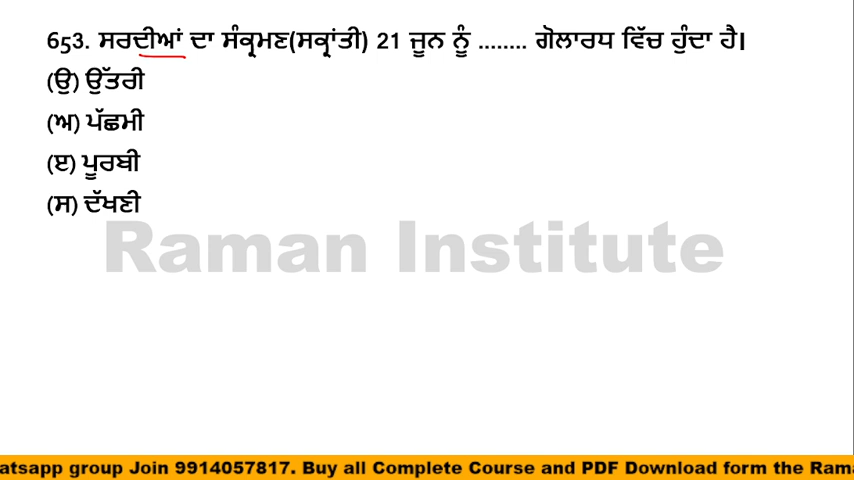 653. ਸਰਦੀਆਂ ਦਾ ਸੰਕ੍ਰਮਣ(ਸਕ੍ਰਾਂਤੀ) 21 ਜੂਨ ਨੂੰ ........ ਗੋਲਾਰਧ ਵਿੱਚ ਹੁੰਦਾ ਹੈ।
(ੳ) ਉੱਤਰੀ
(ਅ) ਪੱਛਮੀ
(ੲ) ਪੂਰਬੀ
(ਸ) ਦੱਖਣੀ
Raman Institute
atsapp group Join 9914057817. Buy all Complete Course and PDF Download form the Rama